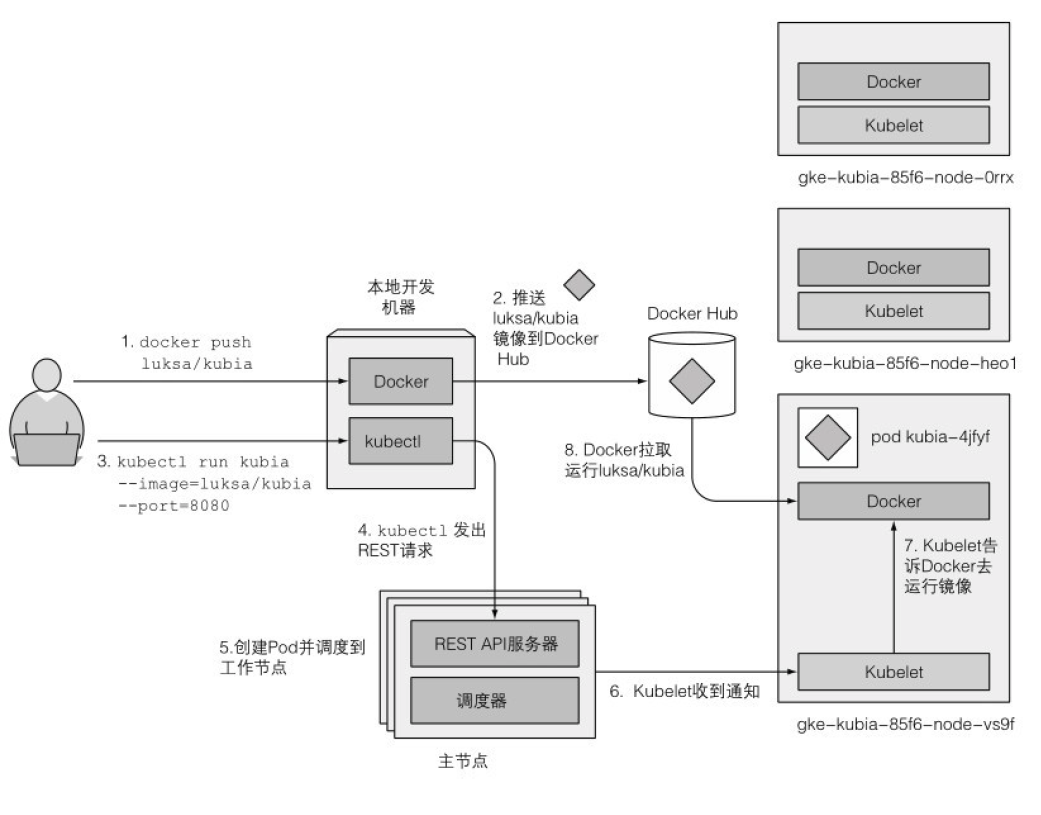 Docker
Kubelet
gke-kubia-85f6-node-0rrx
Docker
Kubelet
gke-kubia-85f6-node-heo1
本地开发
机器
1. docker push
luksa/kubia
Docker
kubectl
2. 推送
luksa/kubia
镜像到Docker
Hub
Docker Hub
3. kubectl run kubia
--image=luksa/kubia
--port=8080
4. kubectl 发出
REST请求
5.创建Pod并调度到
工作节点
REST API服务器
调度器
主节点
6. Kubelet收到通知
8. Docker拉取
运行luksa/kubia
pod kubia-4jfyf
Docker
7. Kubelet告
诉Docker去
运行镜像
Kubelet
gke-kubia-85f6-node-vs9f